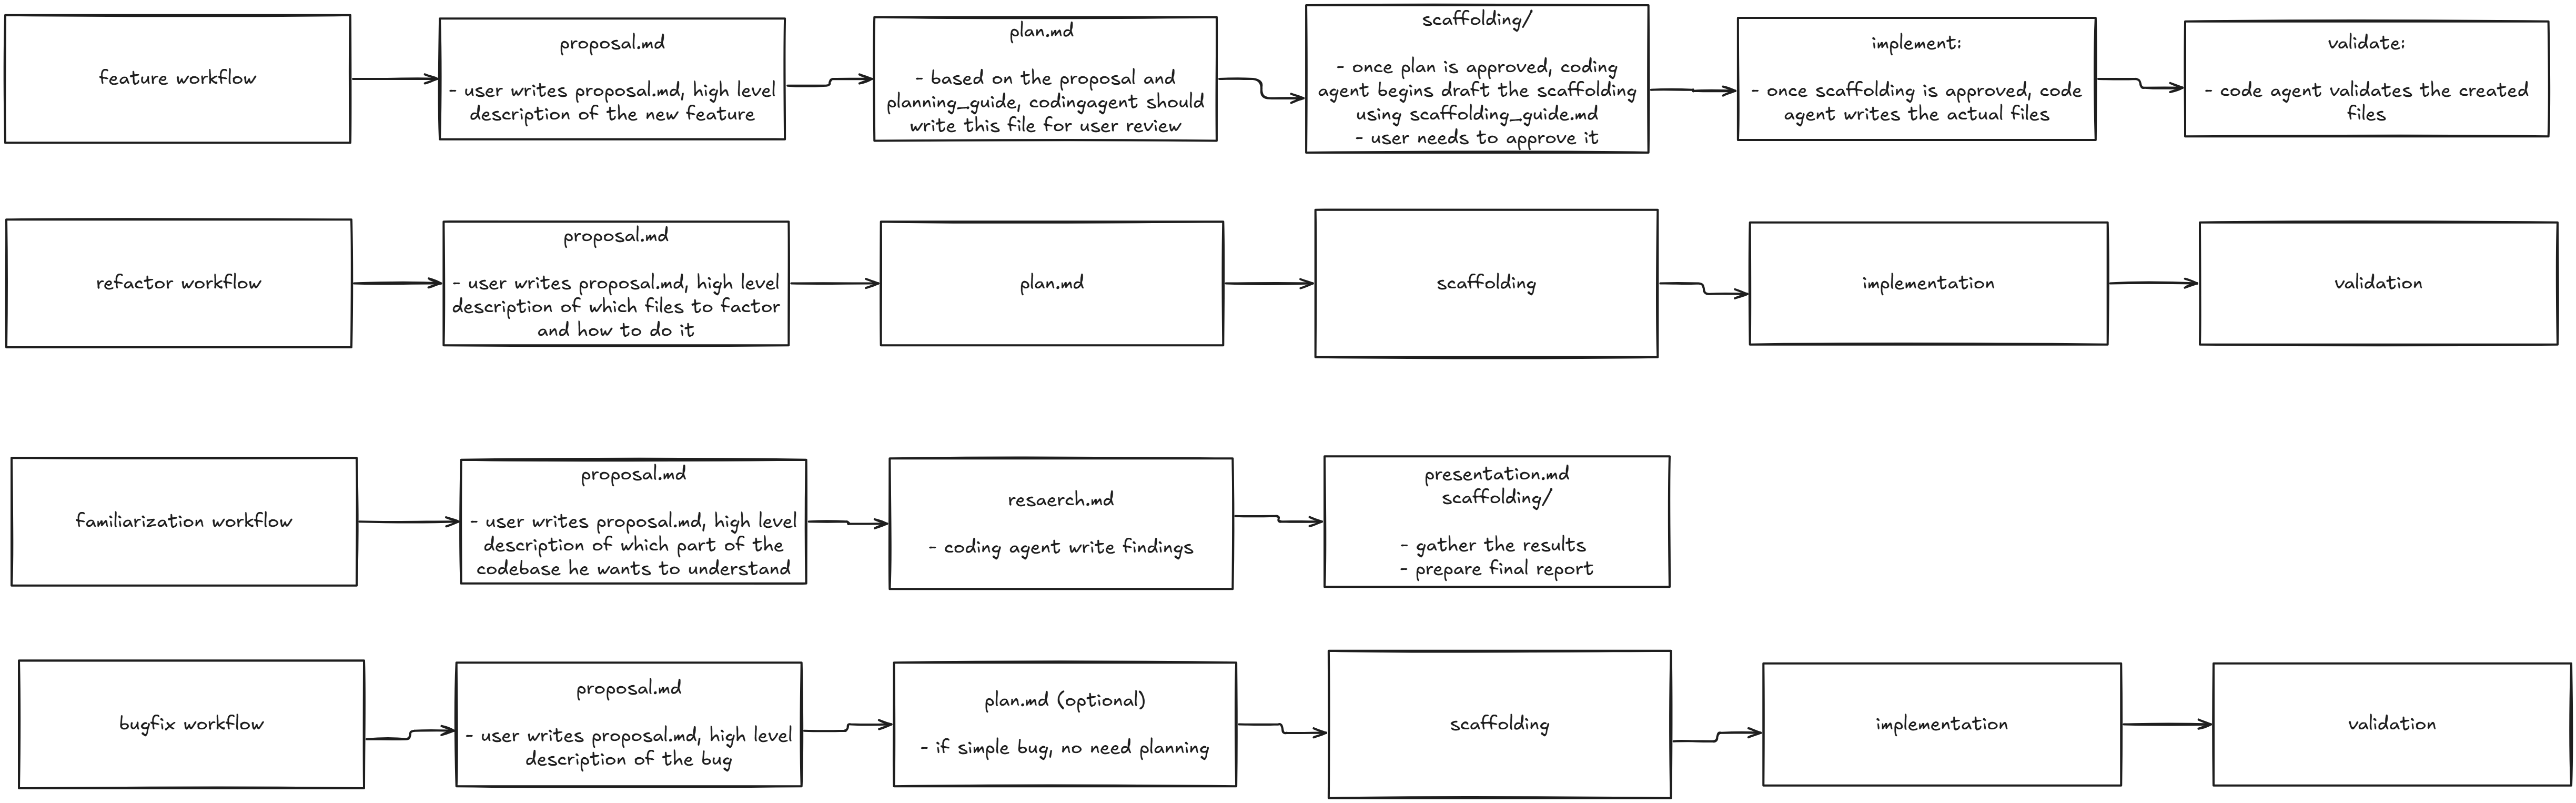 feature workflow
proposal.md
- user writes proposal.md, high level
description of the new feature
plan.md
- based on the proposal and
planning_guide, codingagent should
write this file for user review
scaffolding/
- once plan is approved, coding
agent begins draft the scaffolding
using scaffolding_guide.md
- user needs to approve it
implement:
- once scaffolding is approved, code
agent writes the actual files
validate:
- code agent validates the created
files
refactor workflow
proposal.md
- user writes proposal.md, high level
description of which files to factor
and how to do it
plan.md
scaffolding
implementation
validation
familiarization workflow
proposal.md
- user writes proposal.md, high level
description of which part of the
codebase he wants to understand
resaerch.md
- coding agent write findings
presentation.md
scaffolding/
- gather the results
- prepare final report
bugfix workflow
proposal.md
- user writes proposal.md, high level
description of the bug
plan.md (optional)
- if simple bug, no need planning
scaffolding
implementation
validation